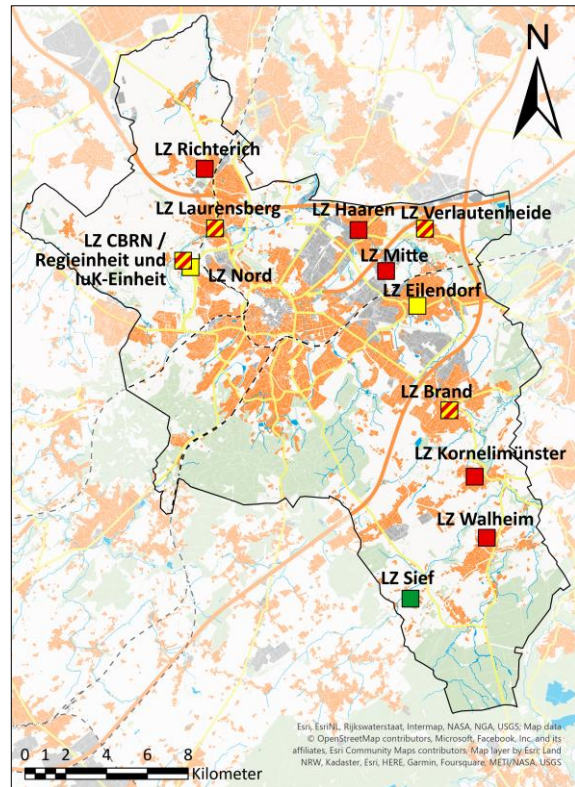 N
LZ Richterich
LZ Laurensberg
LZ Haaren
LZ Verlautenheide
LZ CBRN /
Regieeinheit und
IuK-Einheit
LZ Nord
LZ Mitte
LZ Eilendorf
LZ Brand
LZ Kornelimünster
LZ Walheim
LZ Sief
Esri, EsriNL, Rijkswaterstaat, Intermap, NASA, NGA, USGS; Map data
© OpenStreetMap contributors, Microsoft, Facebook, Inc. and its
affiliates, Esri Community Maps contributors, Map layer by Esri; Land
NRW, Kadaster, Esri, HERE, Garmin, Foursquare, METI/NASA, USGS
0 1 2 4 6 8
Kilometer